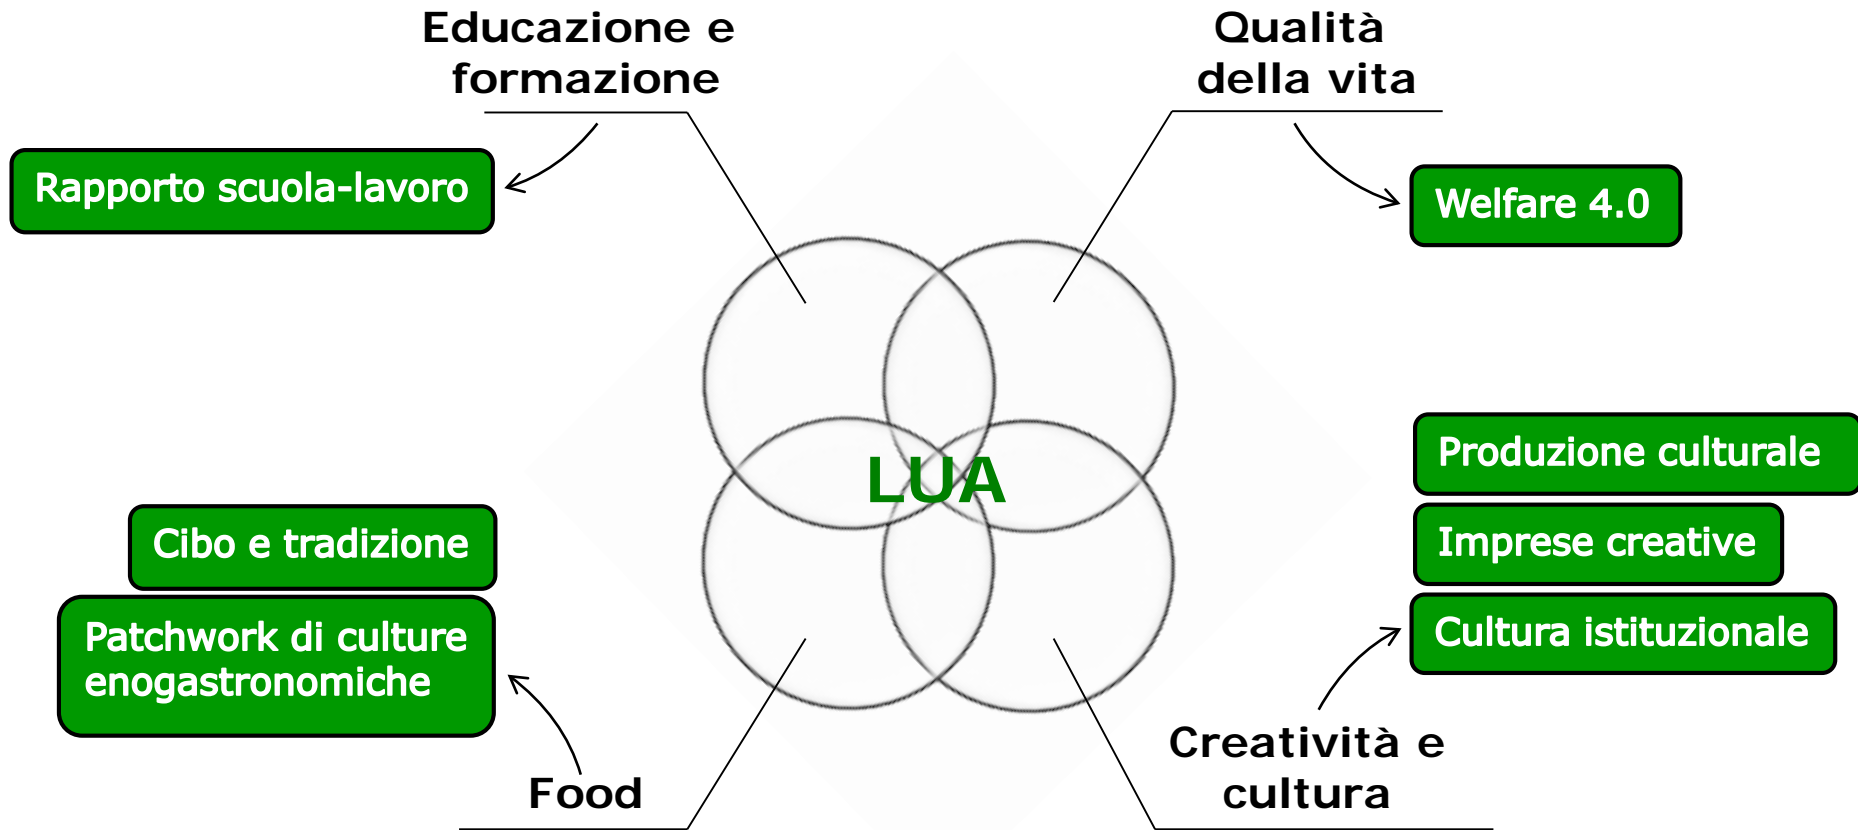 Educazione e
formazione
Qualità
della vita
Rapporto scuola-lavoro
Welfare 4.0
LUA
Produzione culturale
Imprese creative
Cultura istituzionale
Cibo e tradizione
Patchwork di culture
enogastronomiche
Food
Creatività e
cultura